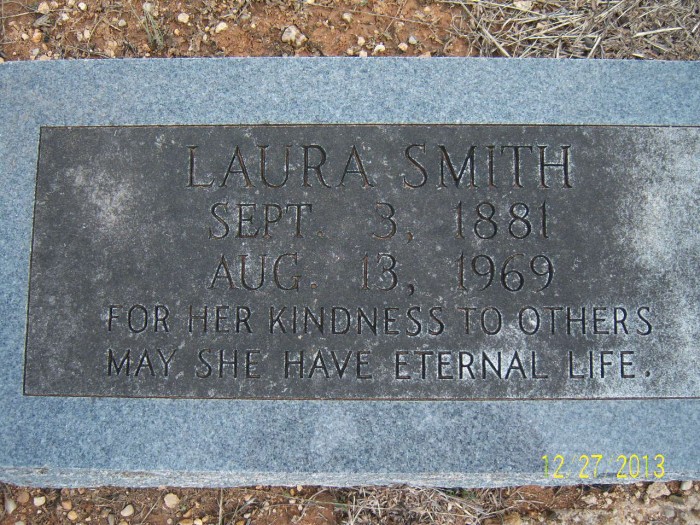 LAURA SMITH
SEPT. 3, 1881
AUG. 13, 1969
FOR HER KINDNESS TO OTHERS
MAY SHE HAVE ETERNAL LIFE.
12 27 2013